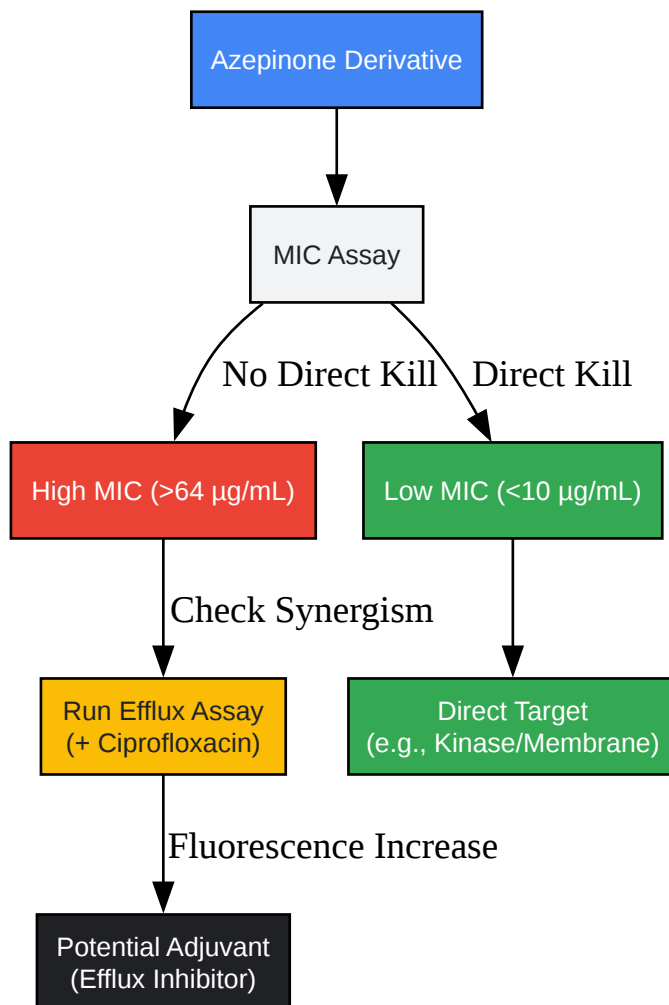 Azepinone Derivative
MIC Assay
No Direct Kill
Direct Kill
High MIC (>64 µg/mL)
Low MIC (<10 µg/mL)
Check Synergism
Run Efflux Assay
(+ Ciprofloxacin)
Direct Target
(e.g., Kinase/Membrane)
Fluorescence Increase
Potential Adjuvant
(Efflux Inhibitor)